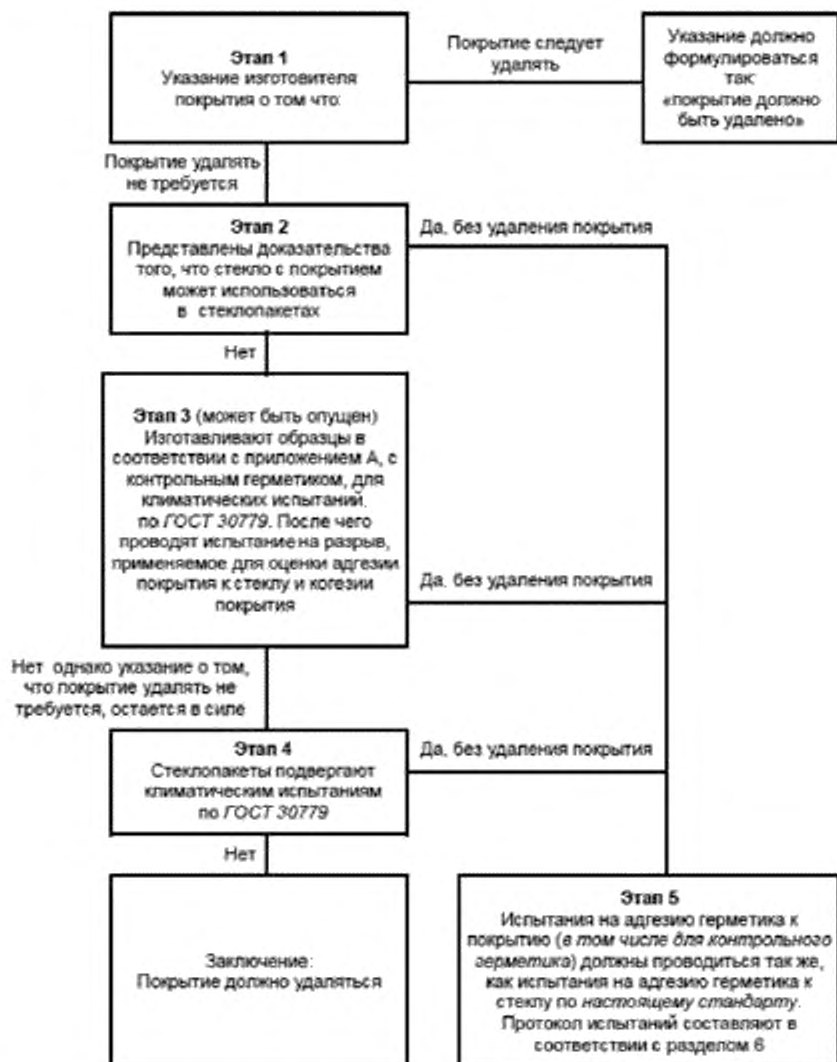 Этап 1
Указание изготовителя
покрытия о том что:
Покрытие следует
удалять
Указание должно
формулироваться
так:
«покрытие должно
быть удалено»
Покрытие удалять
не требуется
Этап 2
Представлены доказательства
того, что стекло с покрытием
может использоваться
в стеклопакетах
Да, без удаления покрытия
Нет
Этап 3 (может быть опущен)
Изготавливают образцы в
соответствии с приложением А, с
контрольным герметиком, для
климатических испытаний
по ГОСТ 30779. После чего
проводят испытание на разрыв,
применяемое для оценки адгезии
покрытия к стеклу и когезии
покрытия
Да, без удаления покрытия
Нет однако указание о том,
что покрытие удалять не
требуется, остается в силе
Этап 4
Стеклопакеты подвергают
климатическим испытаниям
по ГОСТ 30779
Да, без удаления покрытия
Нет
Заключение:
Покрытие должно удаляться
Этап 5
Испытания на адгезию герметика к
покрытию (в том числе для контрольного
герметика) должны проводиться так же,
как испытания на адгезию герметика к
стеклу по настоящему стандарту.
Протокол испытаний составляют в
соответствии с разделом 6